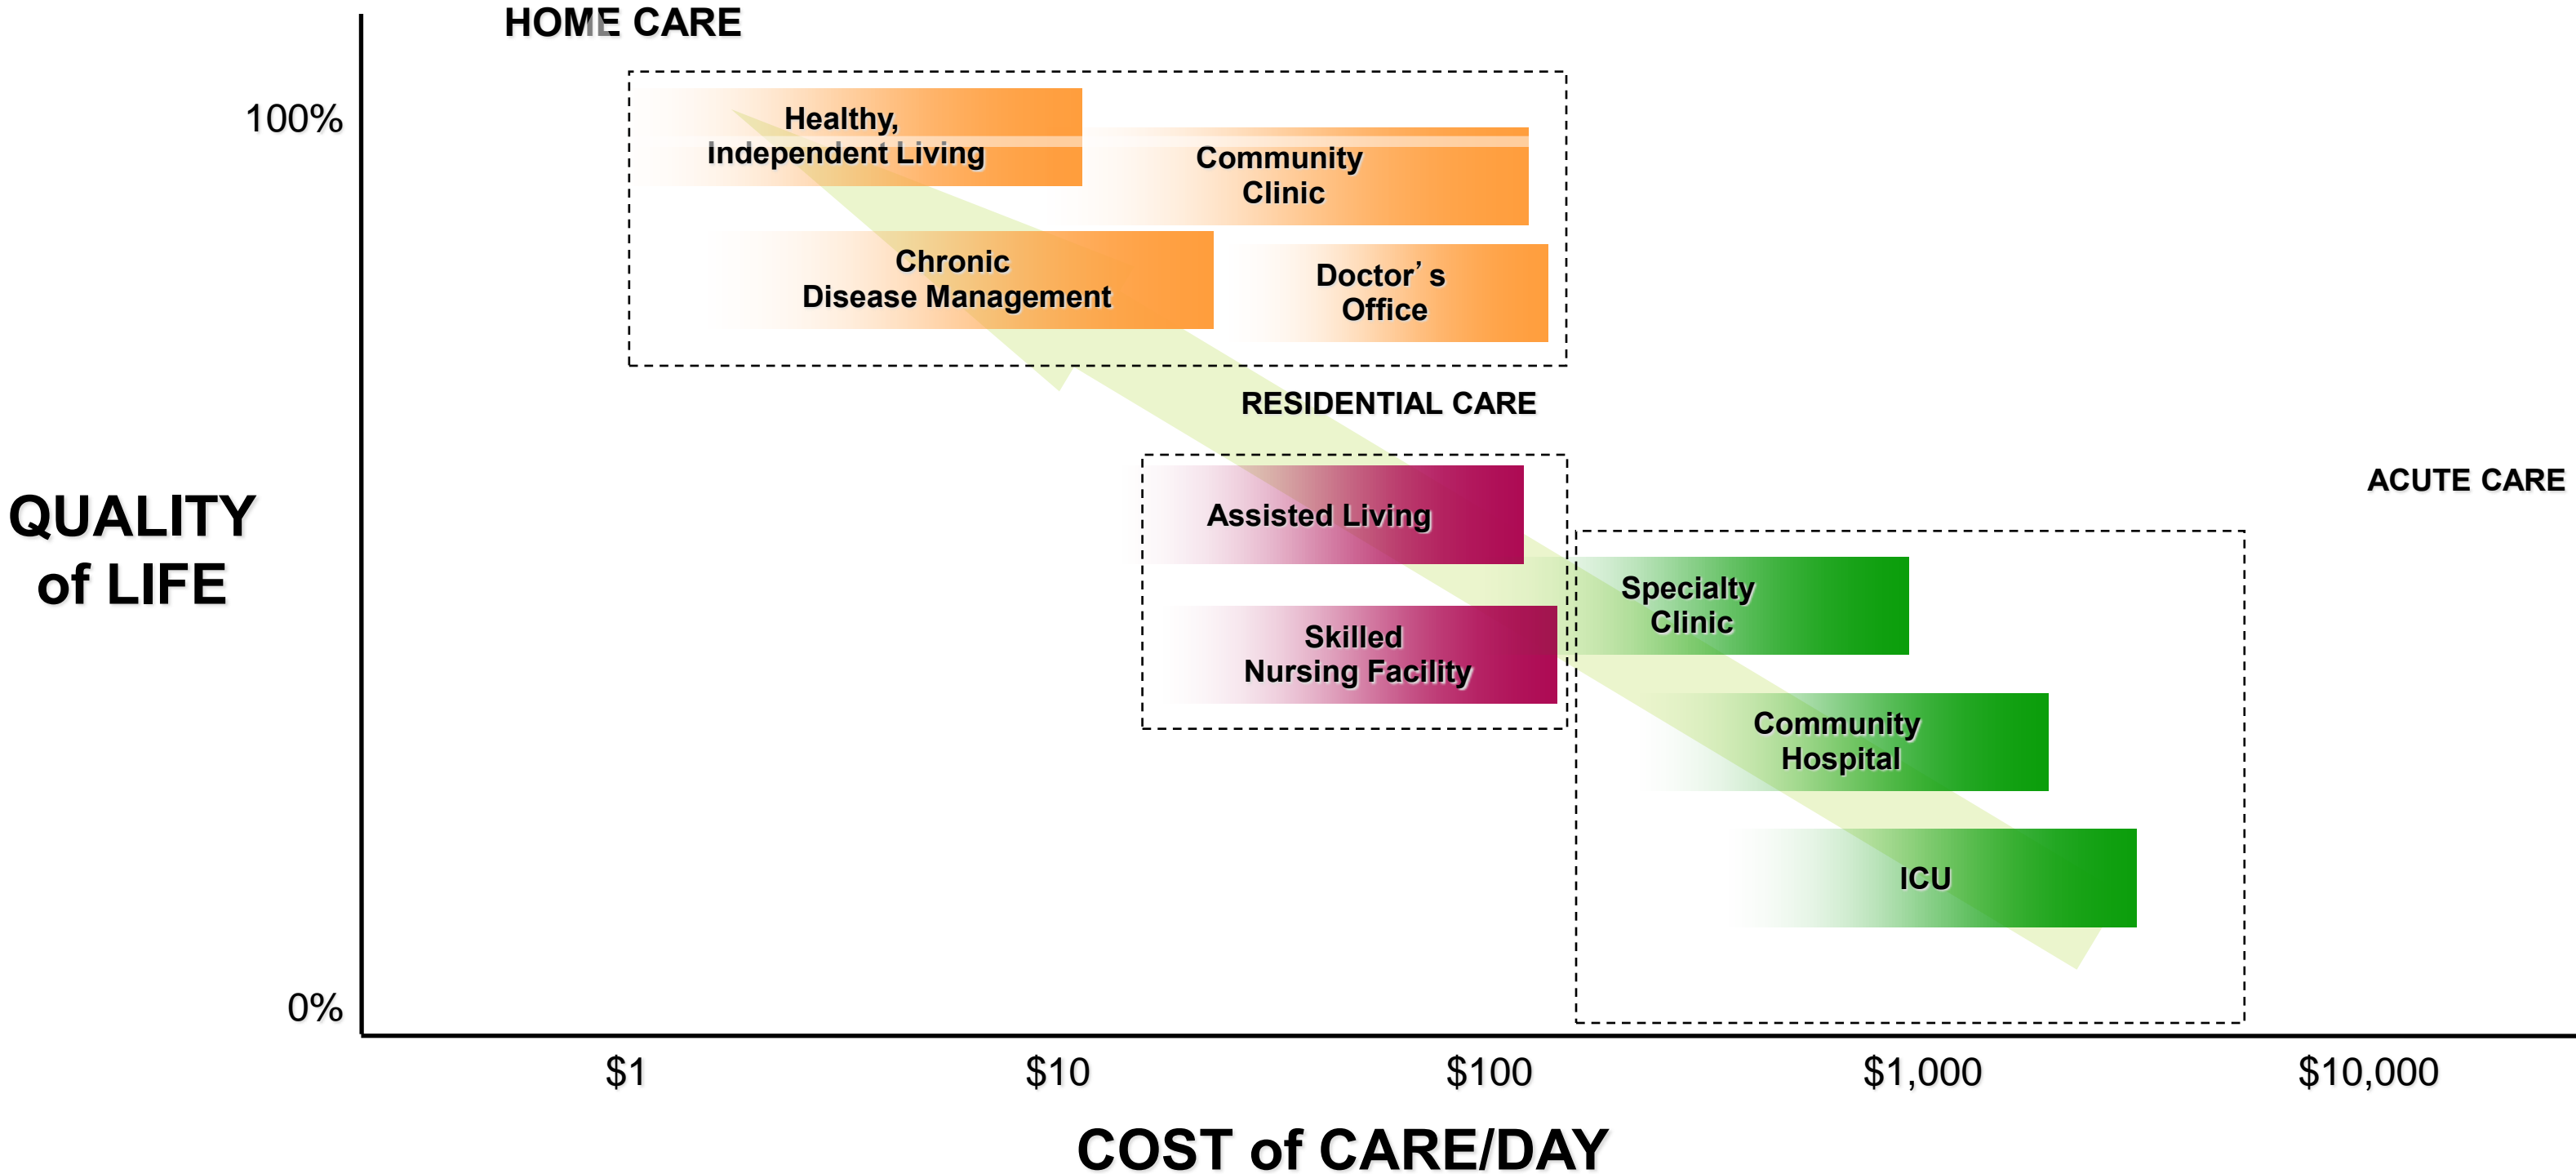 HOME CARE
100%
Healthy,
Independent Living
Community
Clinic
Chronic
Disease Management
Doctor’s
Office
RESIDENTIAL CARE
ACUTE CARE
QUALITY
of LIFE
Assisted Living
Specialty
Clinic
Skilled
Nursing Facility
Community
Hospital
ICU
0%
$1
$10
$100
$1,000
$10,000
COST of CARE/DAY